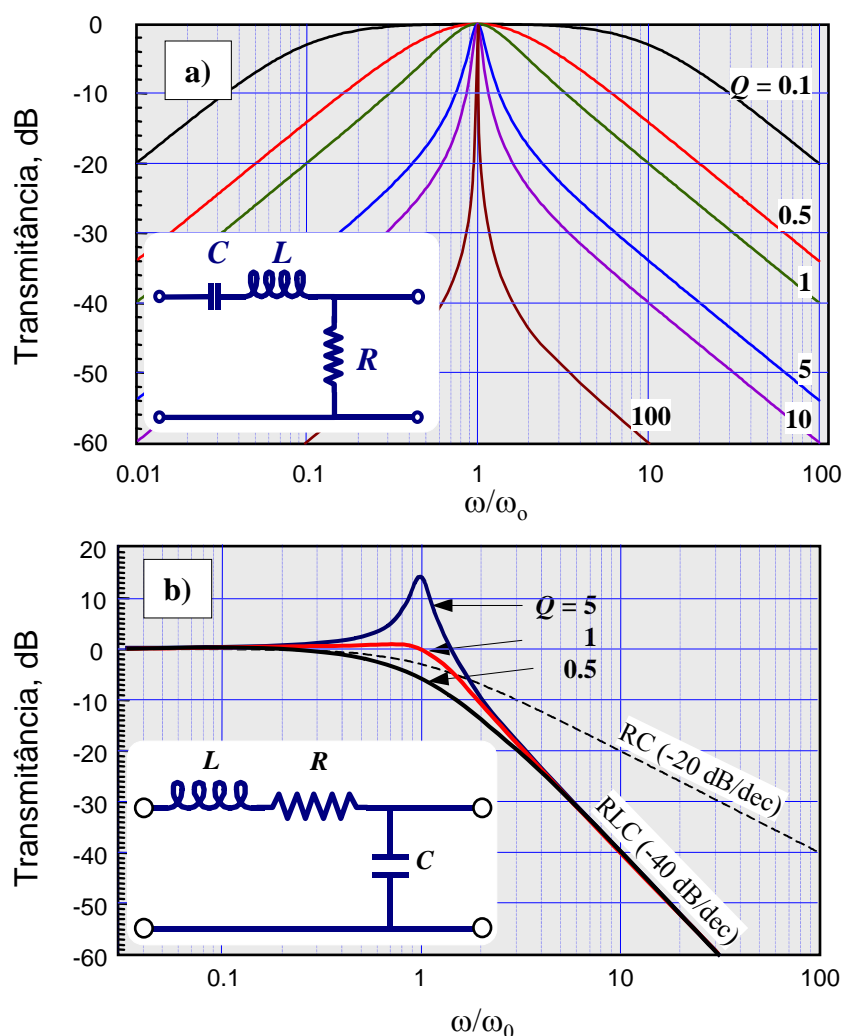 0
a)
Q = 0.1
-10
-20
0.5
-30
C
L
1
-40
R
5
-50
10
100
-60
0.01
0.1
1
10
100
ω/ωo
Transmitância, dB
20
b)
10
Q = 5
1
0
0.5
-10
RC (-20 dB/dec)
-20
L
R
-30
RLC (-40 dB/dec)
C
-40
-50
-60
0.1
1
10
100
ω/ω0
Transmitância, dB